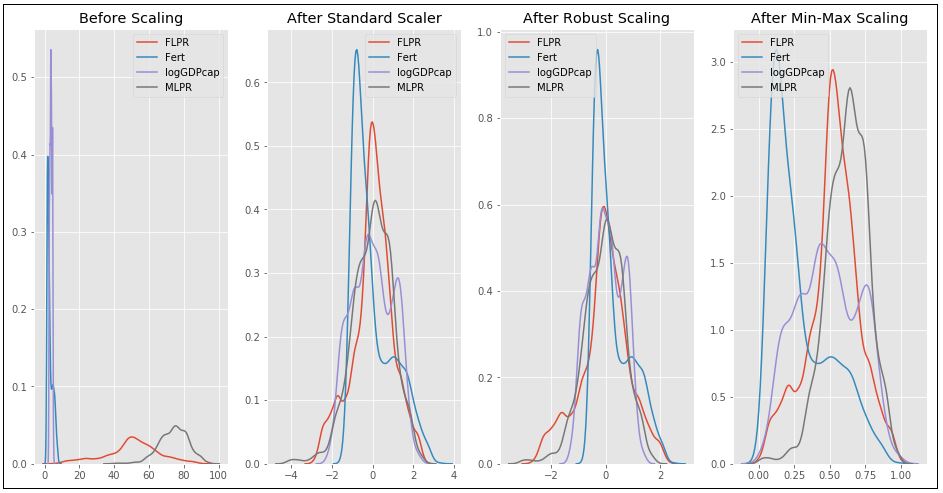 Before Scaling
FLPR
Fert
logGDPcap
MLPR
0.5
0.4
0.3
0.2
0.1
0.0
0 20 40 60 80 100
After Standard Scaler
FLPR
Fert
logGDPcap
MLPR
0.6
0.5
0.4
0.3
0.2
0.1
0.0
−4 −2 0 2 4
After Robust Scaling
FLPR
Fert
logGDPcap
MLPR
1.0
0.8
0.6
0.4
0.2
0.0
−2 0 2
After Min-Max Scaling
FLPR
Fert
logGDPcap
MLPR
3.0
2.5
2.0
1.5
1.0
0.5
0.0
0.00 0.25 0.50 0.75 1.00